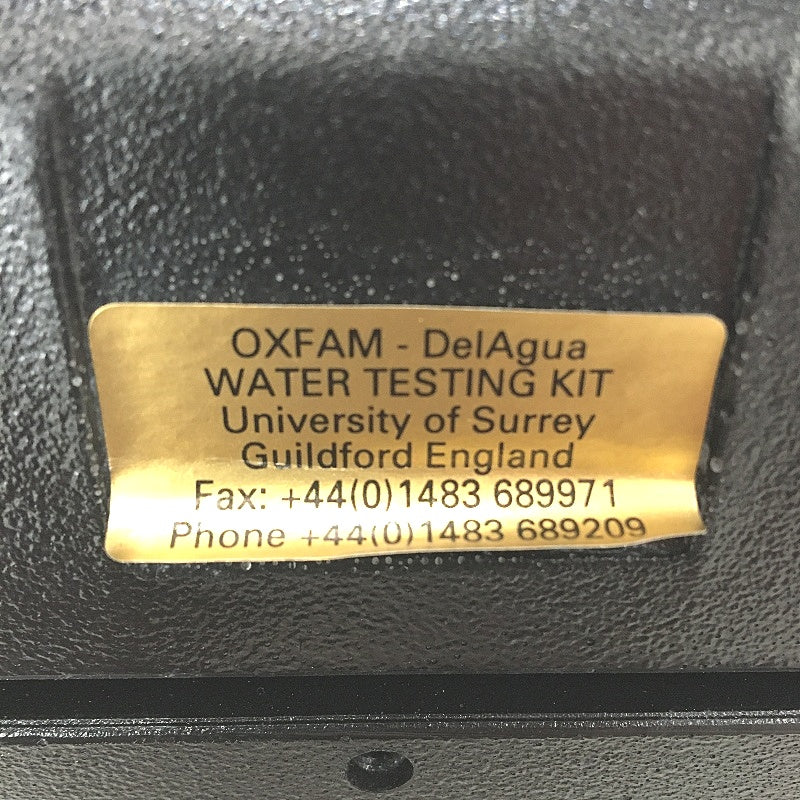 OXFAM - DelAgua
WATER TESTING KIT
University of Surrey
Guildford England
Fax: +44(0)1483 689971
Phone +44(0)1483 689209